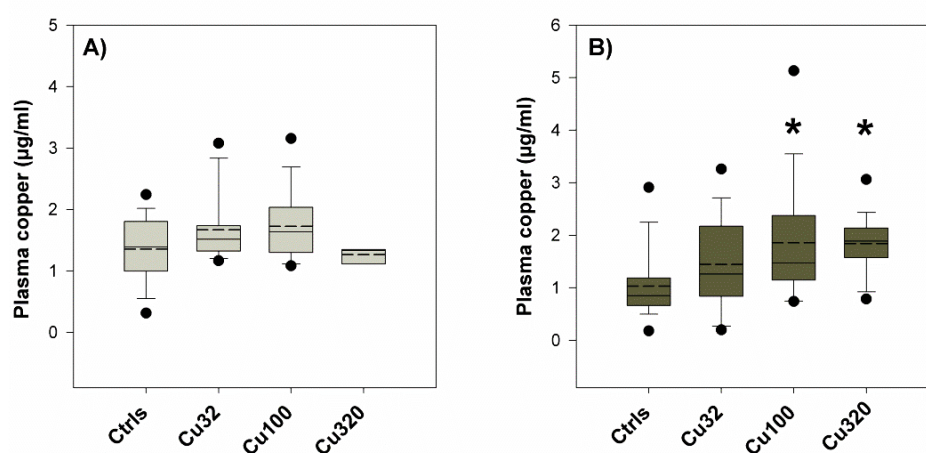 A)
Plasma copper (µg/ml)
5
4
3
2
1
0
Ctrls
Cu32
Cu100
Cu320
B)
Plasma copper (µg/ml)
6
5
4
3
2
1
0
*
*
Ctrls
Cu32
Cu100
Cu320